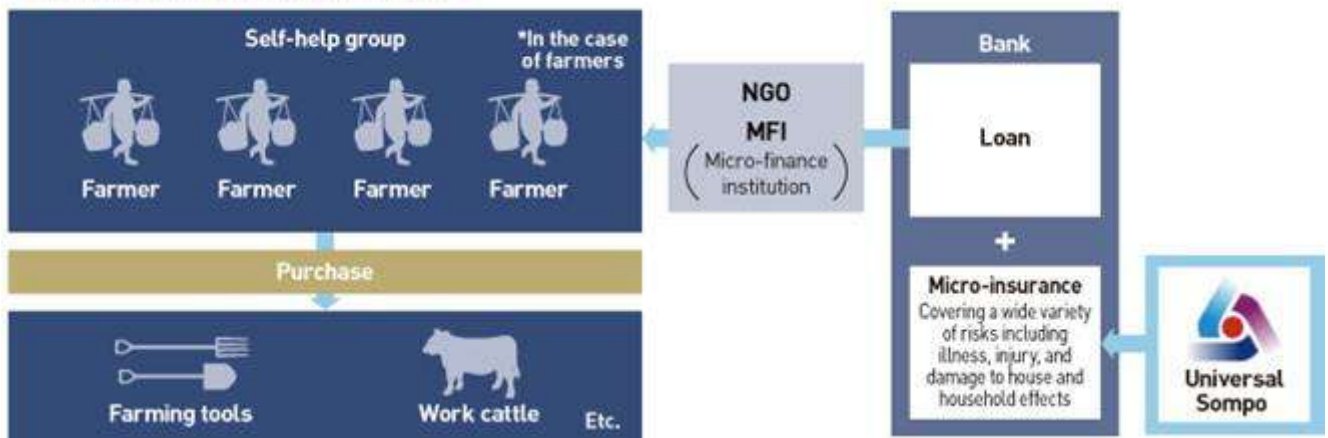 Self-help group
*In the case
of farmers
Farmer
Farmer
Farmer
Farmer
Purchase
Farming tools
Work cattle
Etc.
NGO
MFI
(Micro-finance
institution)
Bank
Loan
+
Micro-insurance
Covering a wide variety
of risks including
illness, injury, and
damage to house and
household effects
Universal
Sompo